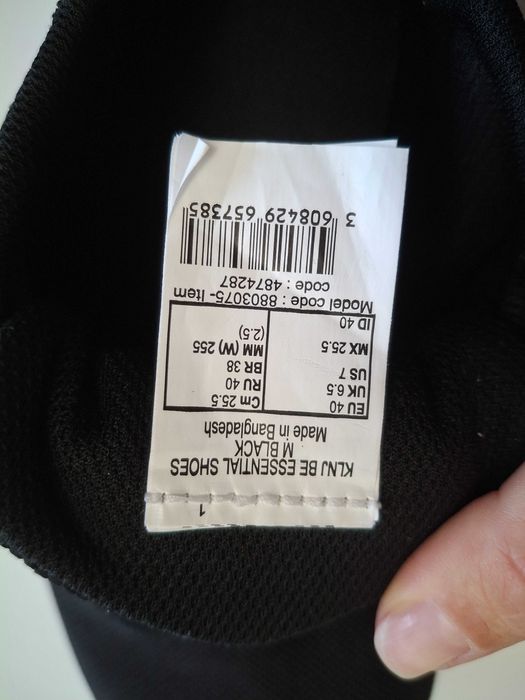 1
KLNJ BE ESSENTIAL SHOES
M BLACK
Made in Bangladesh
EU 40 Cm 25.5
UK 6.5 RU 40
US 7 BR 38
MX 25.5 MM (W) 255
ID 40 (2.5)
Model code : 8803075- Item
code : 4874287
3 608429 657385